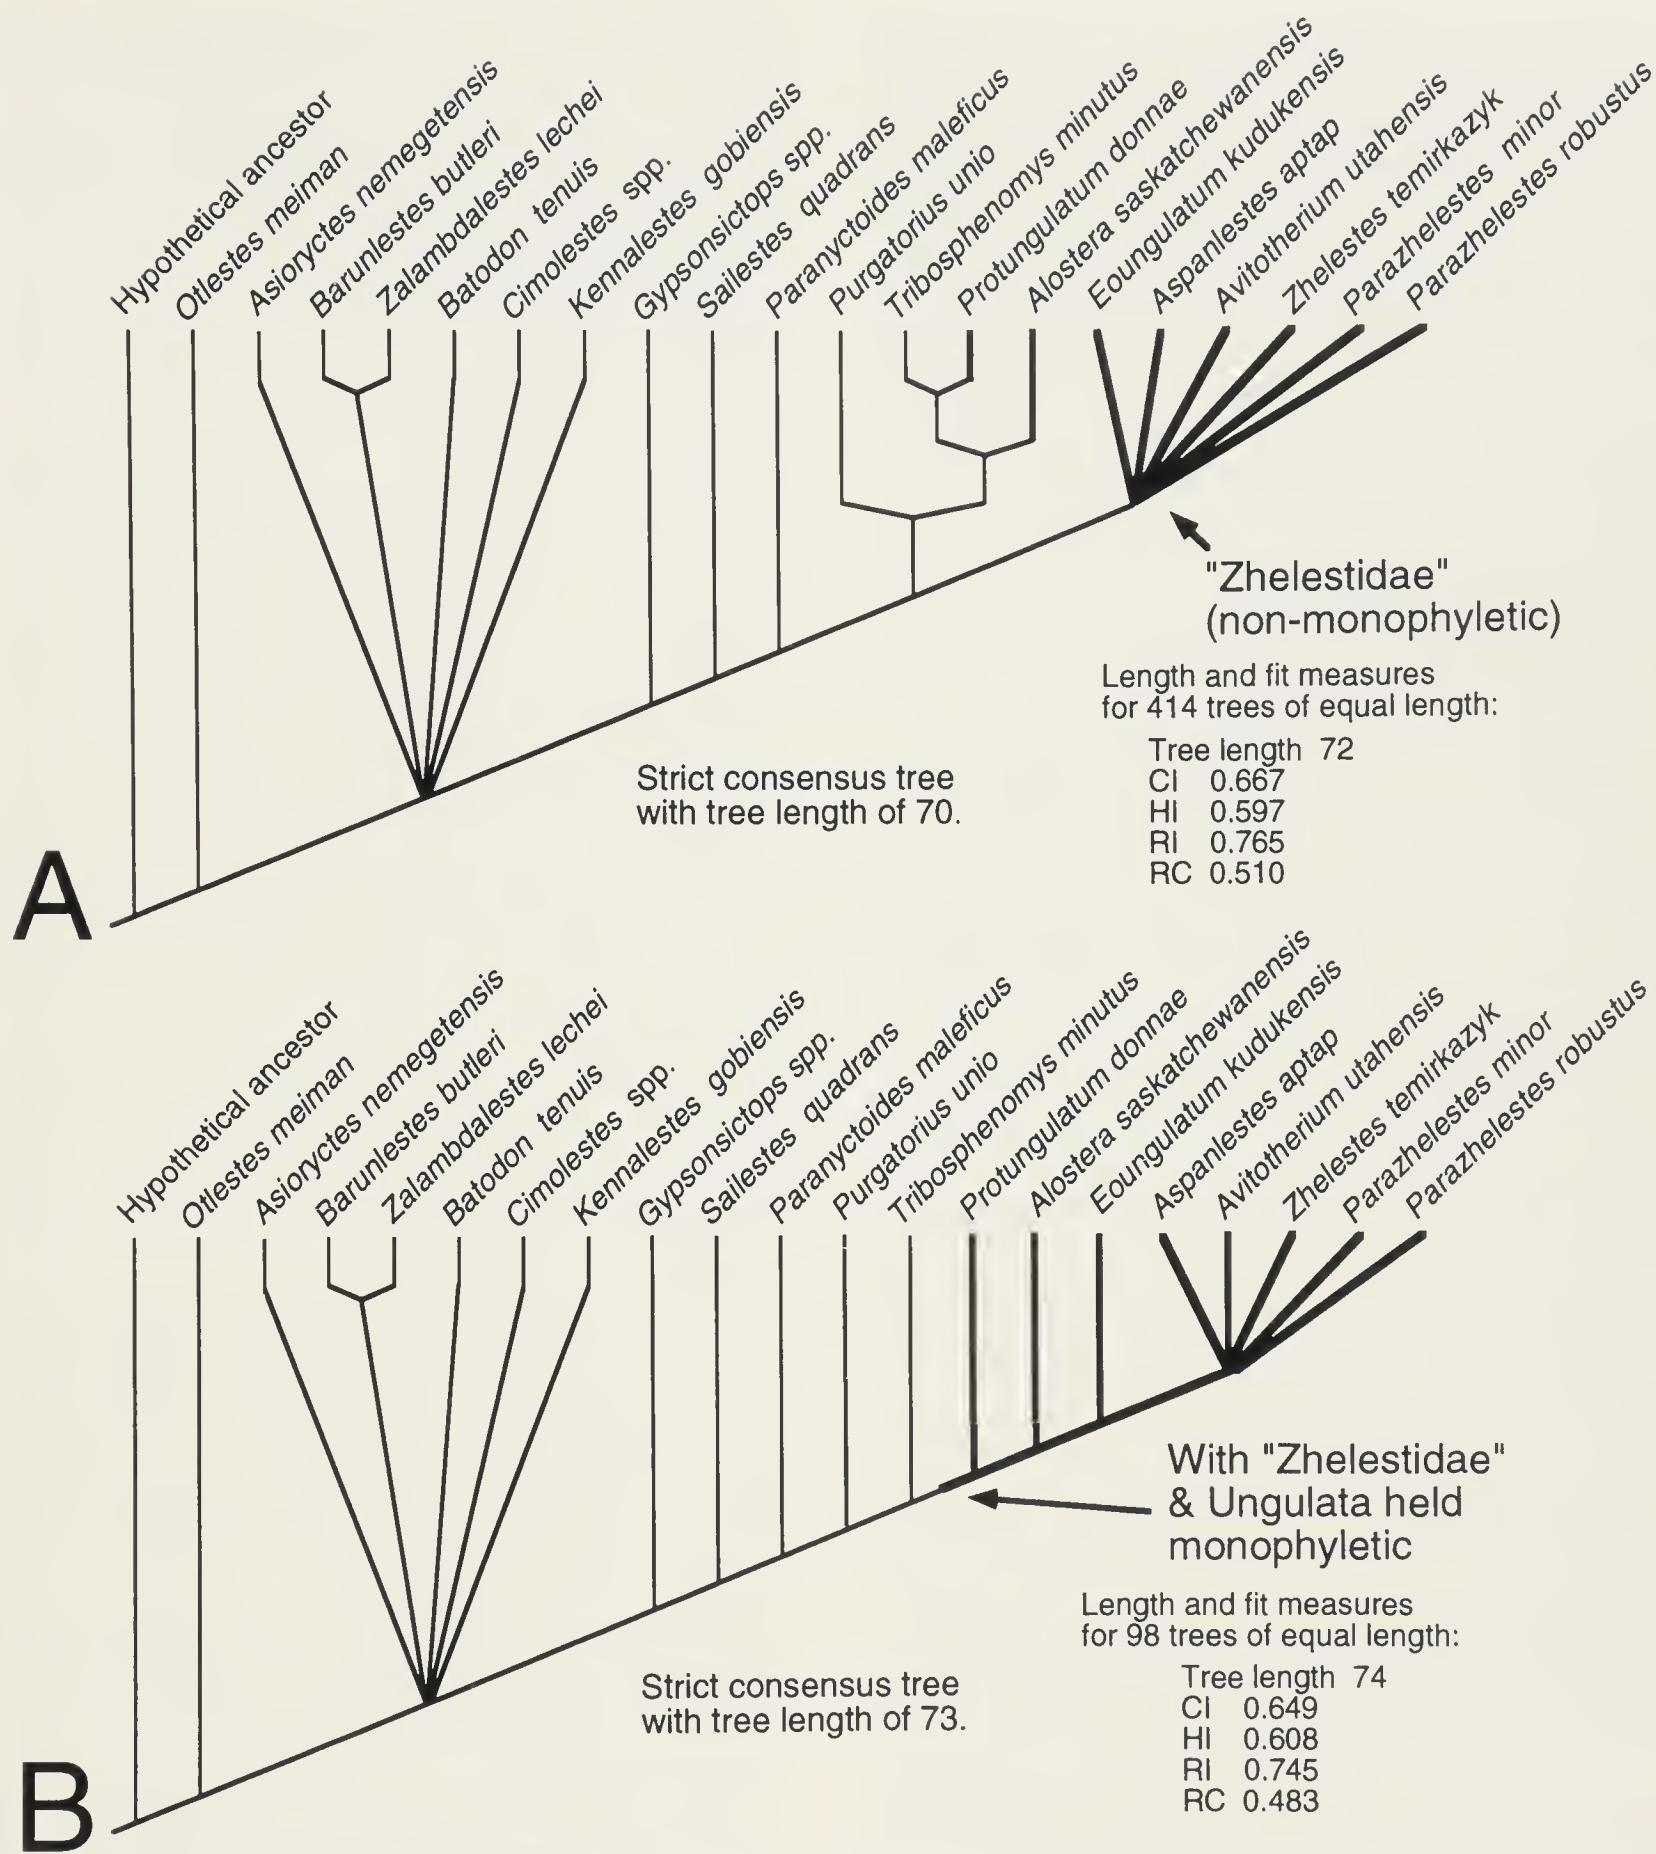 Hypothetical ancestor
Otlestes meiman
Asioryctes nemegetensis
Barunlestes butleri
Zalambdalestes lechei
Batodon tenuis
Cimolestes spp.
Kennalestes gobiensis
Gypsonsictops spp.
Sailestes quadrans
Paranyctoides maleficus
Purgatorius unio
Tribosphenomys minutus
Protungulatum donnae
Alostera saskatchewanensis
Eoungulatum kudukensis
Aspanlestes aptap
Avitotherium utahensis
Zhelestes temirkazyk
Parazhelestes minor
Parazhelestes robustus
"Zhelestidae"
(non-monophyletic)
Length and fit measures
for 414 trees of equal length:
Tree length 72
CI 0.667
HI 0.597
RI 0.765
RC 0.510
Strict consensus tree
with tree length of 70.
A
Hypothetical ancestor
Otlestes meiman
Asioryctes nemegetensis
Barunlestes butleri
Zalambdalestes lechei
Batodon tenuis
Cimolestes spp.
Kennalestes gobiensis
Gypsonsictops spp.
Sailestes quadrans
Paranyctoides maleficus
Purgatorius unio
Tribosphenomys minutus
Protungulatum donnae
Alostera saskatchewanensis
Eoungulatum kudukensis
Aspanlestes aptap
Avitotherium utahensis
Zhelestes temirkazyk
Parazhelestes minor
Parazhelestes robustus
With "Zhelestidae"
& Ungulata held
monophyletic
Length and fit measures
for 98 trees of equal length:
Tree length 74
CI 0.649
HI 0.608
RI 0.745
RC 0.483
Strict consensus tree
with tree length of 73.
B